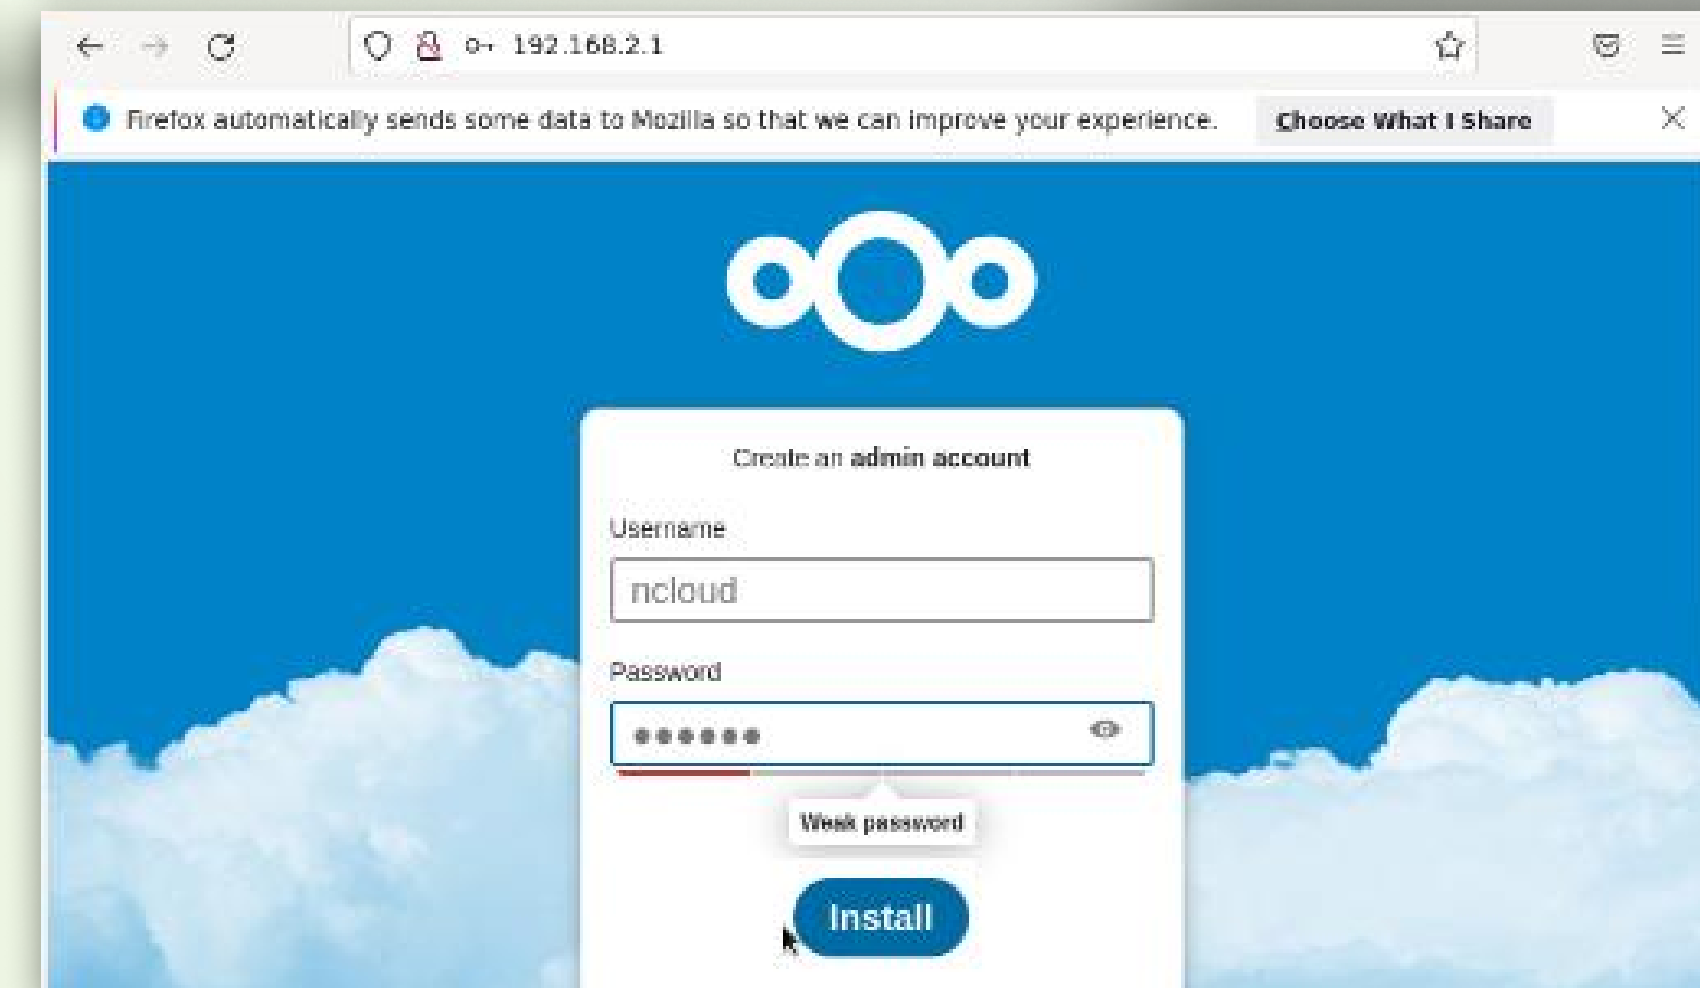 192.168.2.1
Firefox automatically sends some data to Mozilla so that we can improve your experience. Choose What I Share
Create an admin account
Username
ncloud
Password
●●●●●●
Weak password
Install